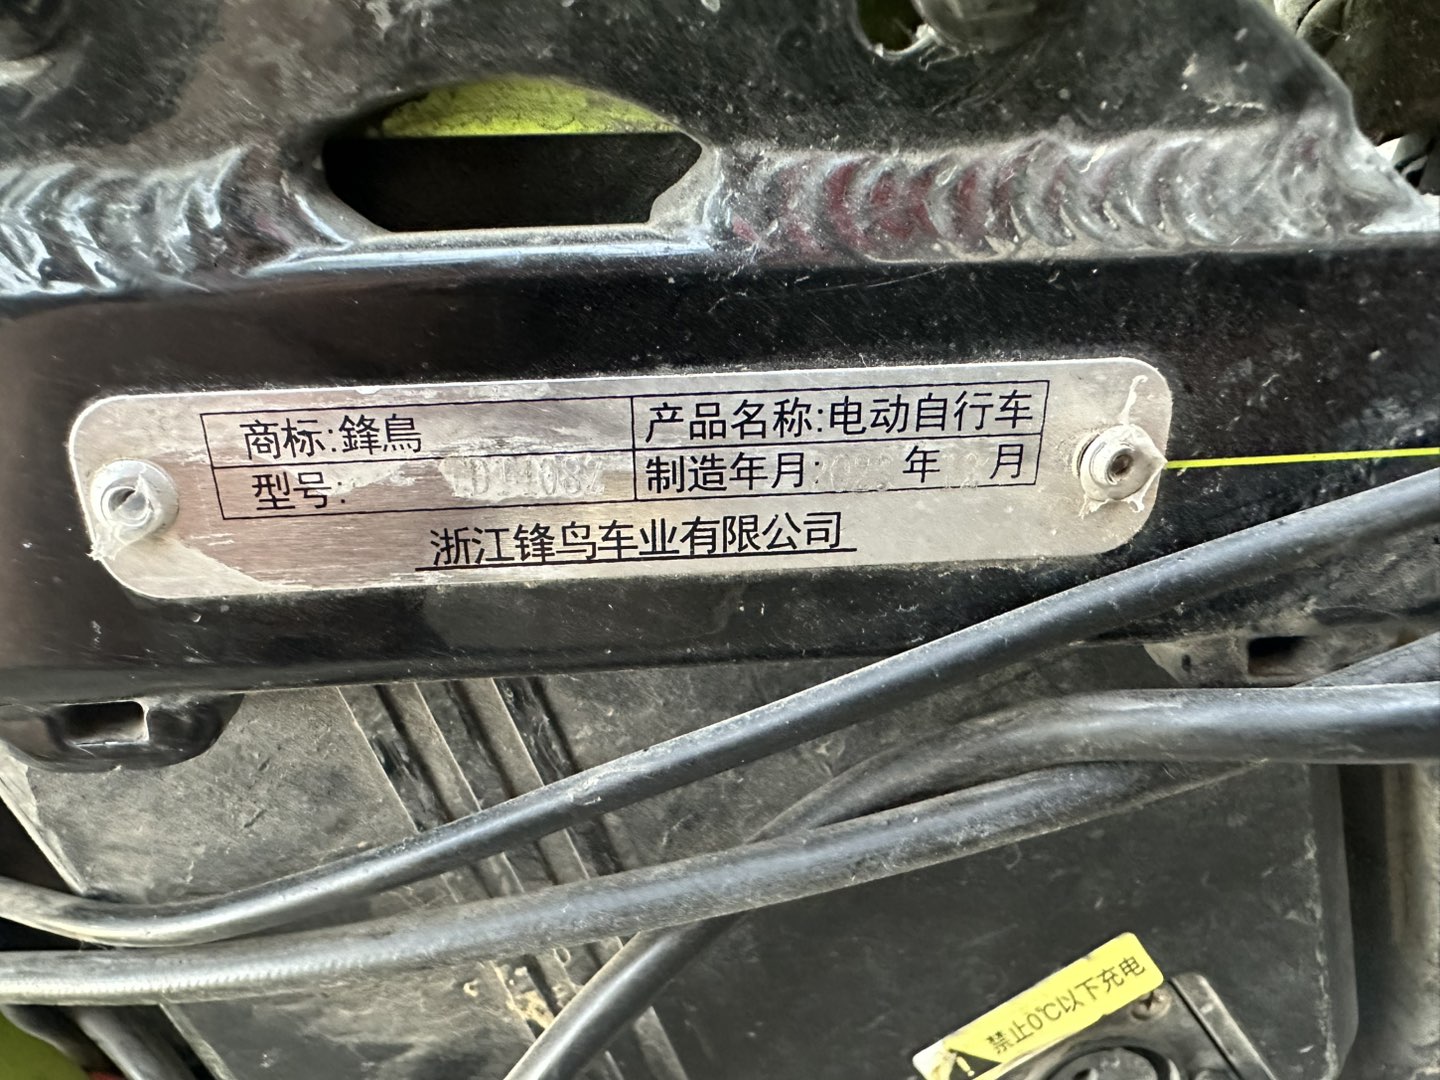 商标:鋒鳥 产品名称:电动自行车
型号: 制造年月: 年 月
浙江锋鸟车业有限公司
禁止0℃以下充电